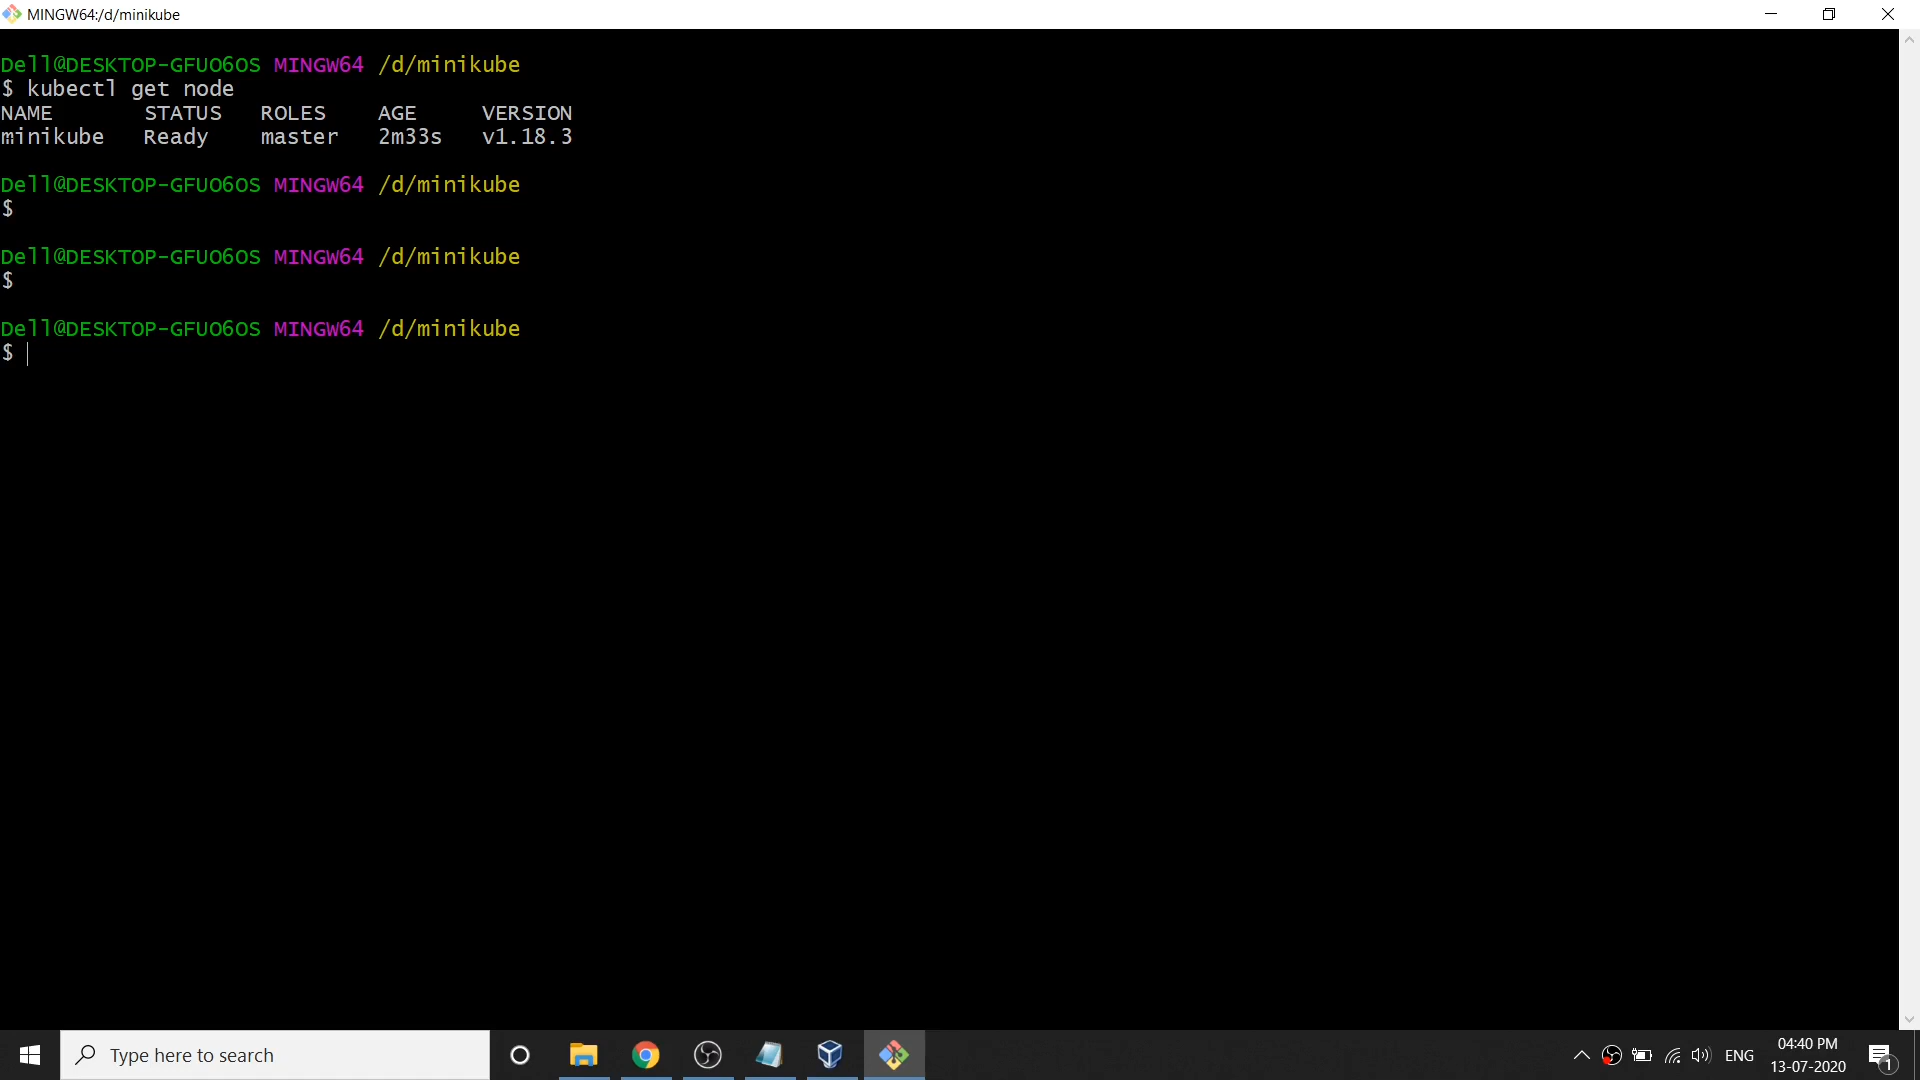 MINGW64:/d/minikube
Dell@DESKTOP-GFUO6OS MINGW64 /d/minikube
$ kubectl get node
NAME STATUS ROLES AGE VERSION
minikube Ready master 2m33s v1.18.3
Dell@DESKTOP-GFUO6OS MINGW64 /d/minikube
$
Dell@DESKTOP-GFUO6OS MINGW64 /d/minikube
$
Dell@DESKTOP-GFUO6OS MINGW64 /d/minikube
$
Type here to search
ENG
04:40 PM
13-07-2020
1